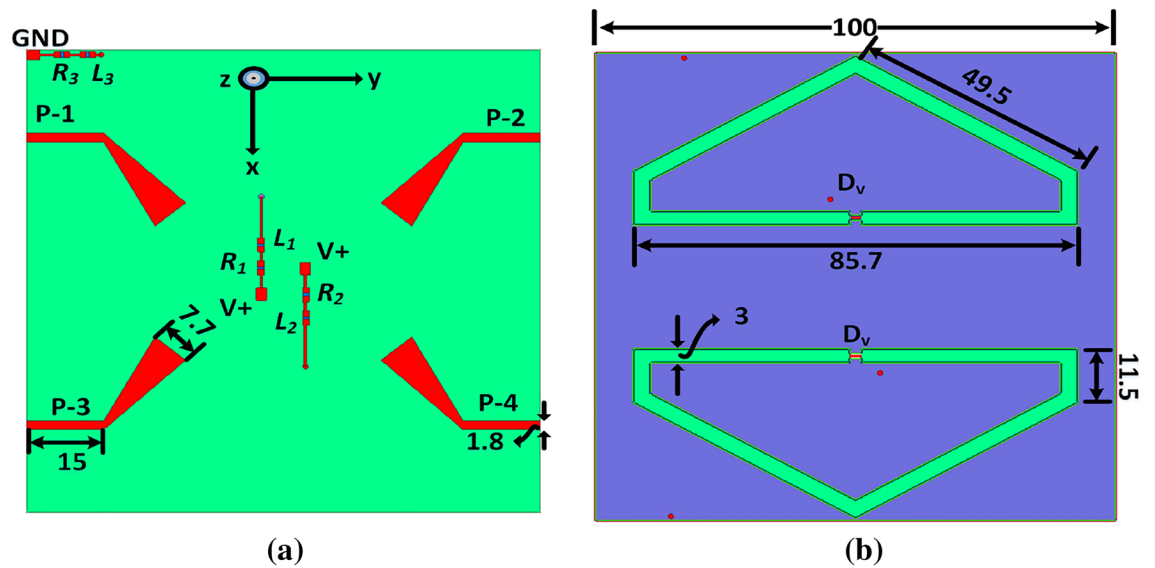 GND
R3 L3
z
y
x
P-1
P-2
L1
R1
V+
V+
R2
L2
7.7
P-3
P-4
15
1.8
(a)
100
49.5
Dv
85.7
3
Dv
11.5
(b)